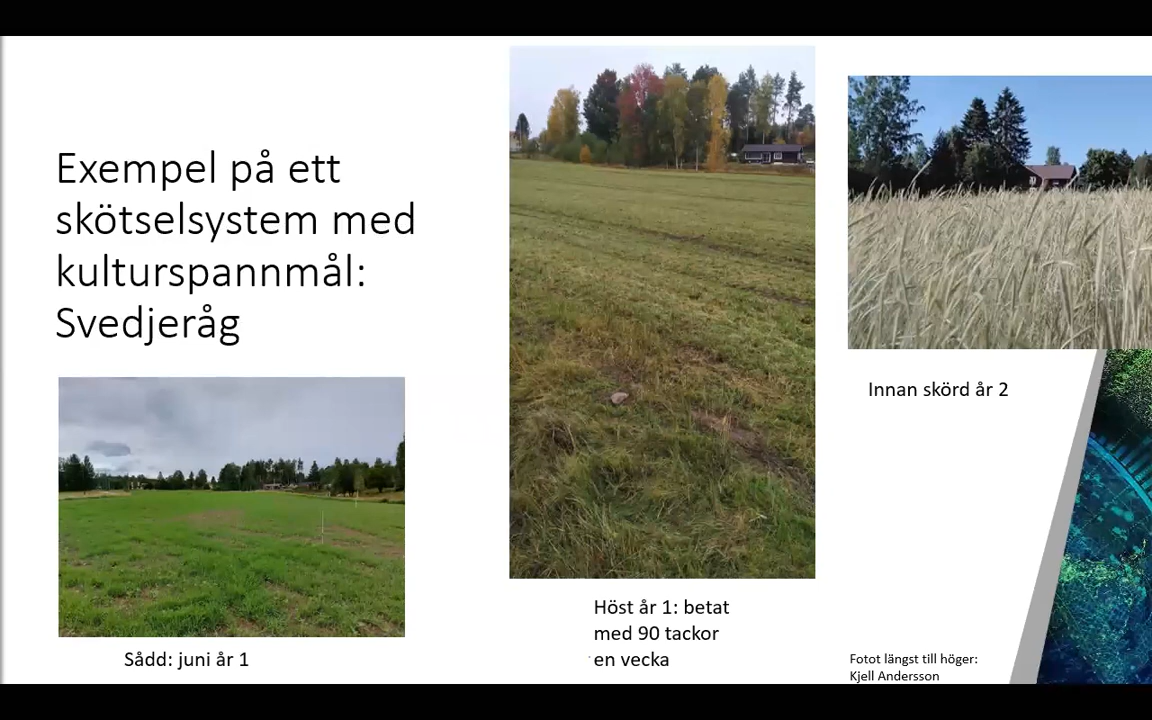 Exempel på ett
skötselsystem med
kulturspannmål:
Svedjeråg
Sådd: juni år 1
Höst år 1: betat
med 90 tackor
en vecka
Innan skörd år 2
Fotot längst till höger:
Kjell Andersson